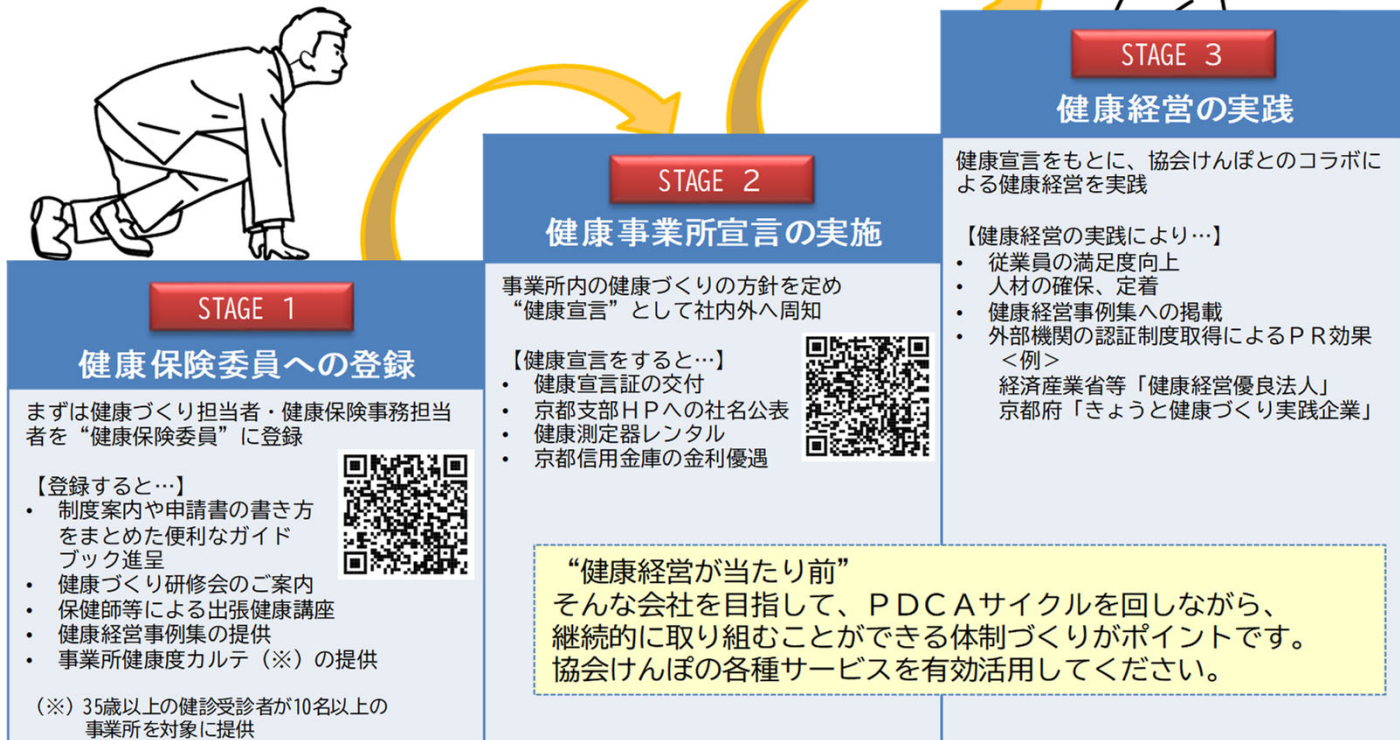 STAGE 1
健康保険委員への登録
まずは健康づくり担当者・健康保険事務担当
者を“健康保険委員”に登録
【登録すると…】
• 制度案内や申請書の書き方
をまとめた便利なガイド
ブック進呈
• 健康づくり研修会のご案内
• 保健師等による出張健康講座
• 健康経営事例集の提供
• 事業所健康度カルテ（※）の提供
（※）35歳以上の健診受診者が10名以上の
事業所を対象に提供
STAGE 2
健康事業所宣言の実施
事業所内の健康づくりの方針を定め
“健康宣言”として社内外へ周知
【健康宣言をすると…】
• 健康宣言証の交付
• 京都支部ＨＰへの社名公表
• 健康測定器レンタル
• 京都信用金庫の金利優遇
STAGE 3
健康経営の実践
健康宣言をもとに、協会けんぽとのコラボに
よる健康経営を実践
【健康経営の実践により…】
• 従業員の満足度向上
• 人材の確保、定着
• 健康経営事例集への掲載
• 外部機関の認証制度取得によるＰＲ効果
＜例＞
経済産業省等「健康経営優良法人」
京都府「きょうと健康づくり実践企業」
“健康経営が当たり前”
そんな会社を目指して、ＰＤＣＡサイクルを回しながら、
継続的に取り組むことができる体制づくりがポイントです。
協会けんぽの各種サービスを有効活用してください。